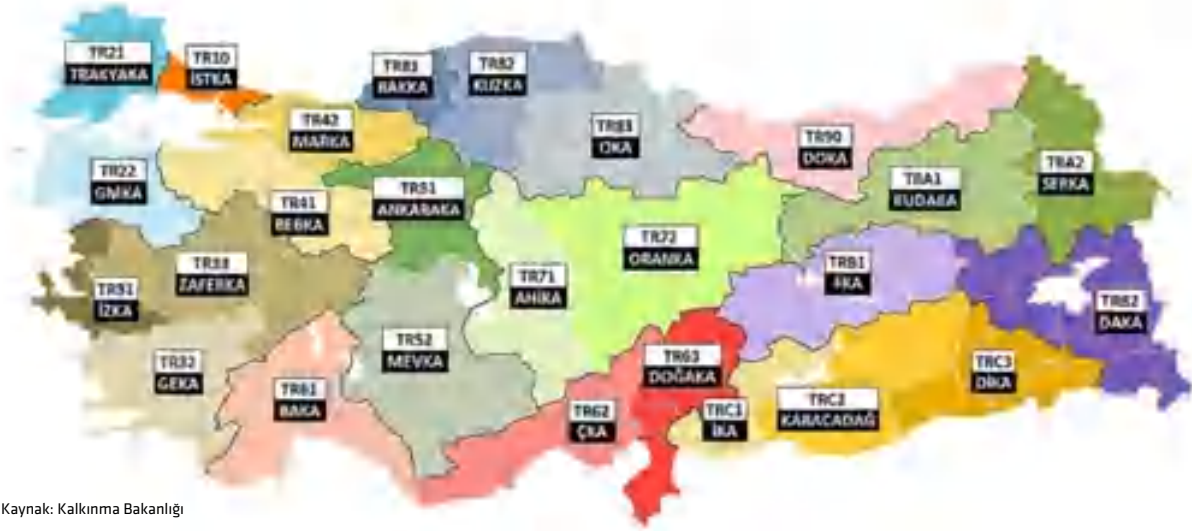 TR21
TRAKYAKA
TR10
İSTKA
TR81
BAKKA
TR82
KUZKA
TR42
MARKA
TR83
OKA
TR90
DOKA
TRA2
SERKA
TR22
GMKA
TR51
ANKARAKA
TRA1
KUDAKA
TR41
BEBKA
TR72
ORANKA
TR33
ZAFERKA
TRB1
FKA
TR71
AHİKA
TR31
İZKA
TRB2
DAKA
TR52
MEVKA
TR32
GEKA
TR63
DOĞAKA
TRC3
DİKA
TR61
BAKA
TR62
ÇKA
TRC1
İKA
TRC2
KARACADAĞ
Kaynak: Kalkınma Bakanlığı